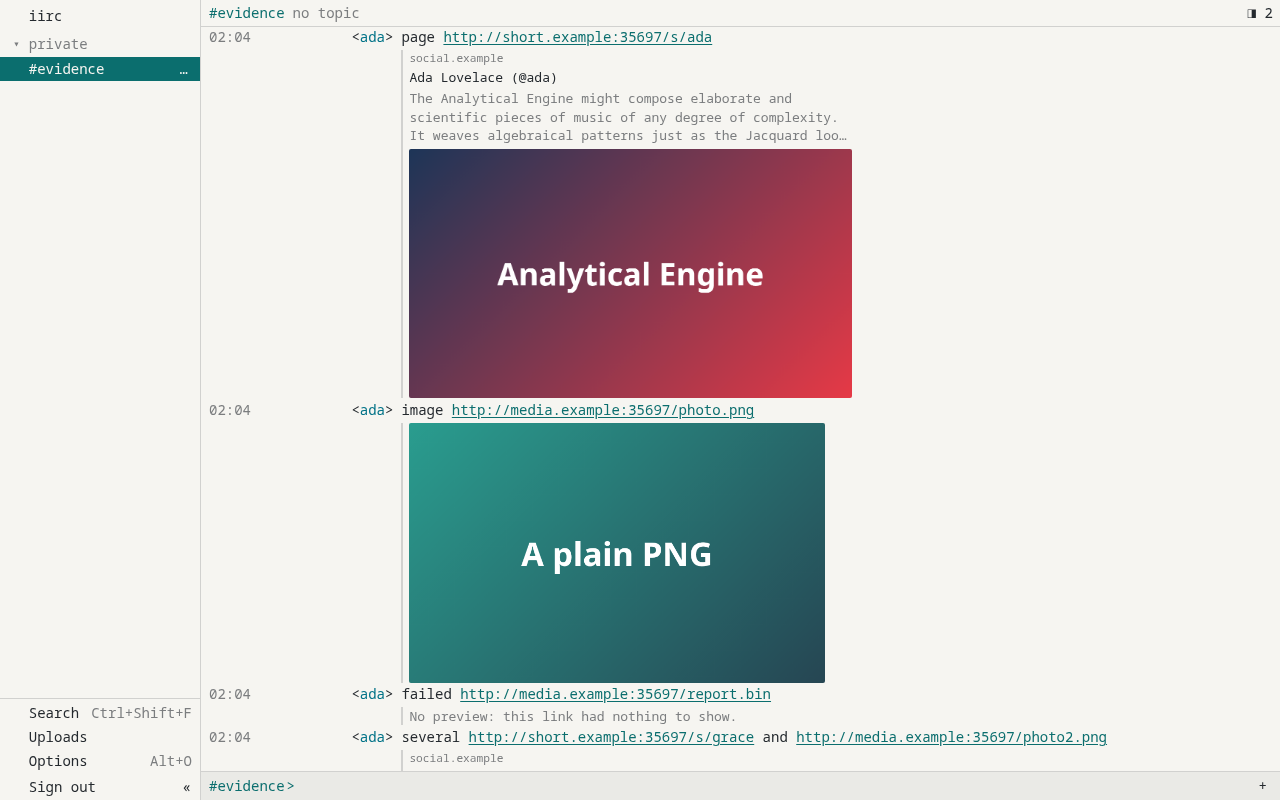 iirc
▾ private
#evidence …
Search Ctrl+Shift+F
Uploads
Options Alt+O
Sign out «
#evidence no topic ◨ 2
02:04 <ada> page http://short.example:35697/s/ada
social.example
Ada Lovelace (@ada)
The Analytical Engine might compose elaborate and
scientific pieces of music of any degree of complexity.
It weaves algebraical patterns just as the Jacquard loo…
Analytical Engine
02:04 <ada> image http://media.example:35697/photo.png
A plain PNG
02:04 <ada> failed http://media.example:35697/report.bin
No preview: this link had nothing to show.
02:04 <ada> several http://short.example:35697/s/grace and http://media.example:35697/photo2.png
social.example
#evidence> +